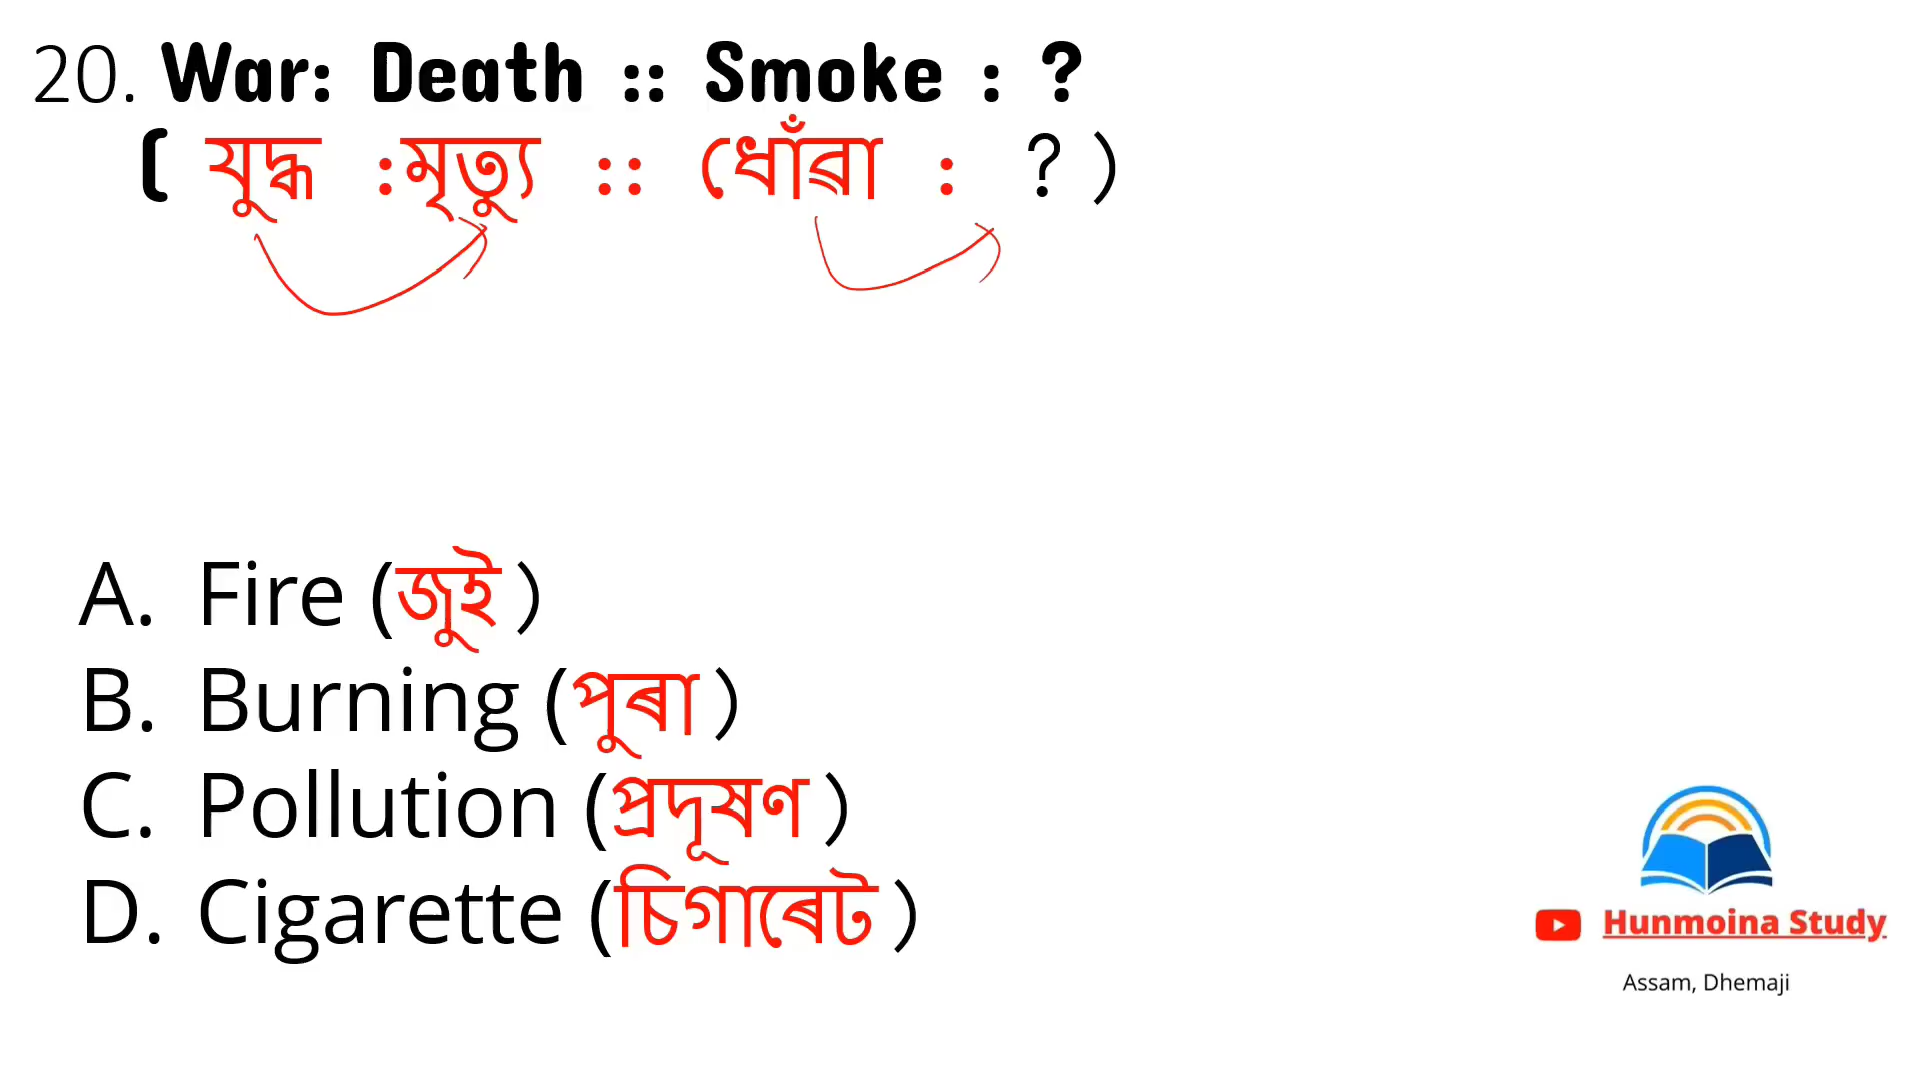 20. War: Death :: Smoke : ?
( যুদ্ধ :মৃত্যু :: ধোঁৱা : ? )
A. Fire (জুই )
B. Burning (পুৰা )
C. Pollution (প্ৰদূষণ )
D. Cigarette (চিগাৰেট )
Hunmoina Study
Assam, Dhemaji